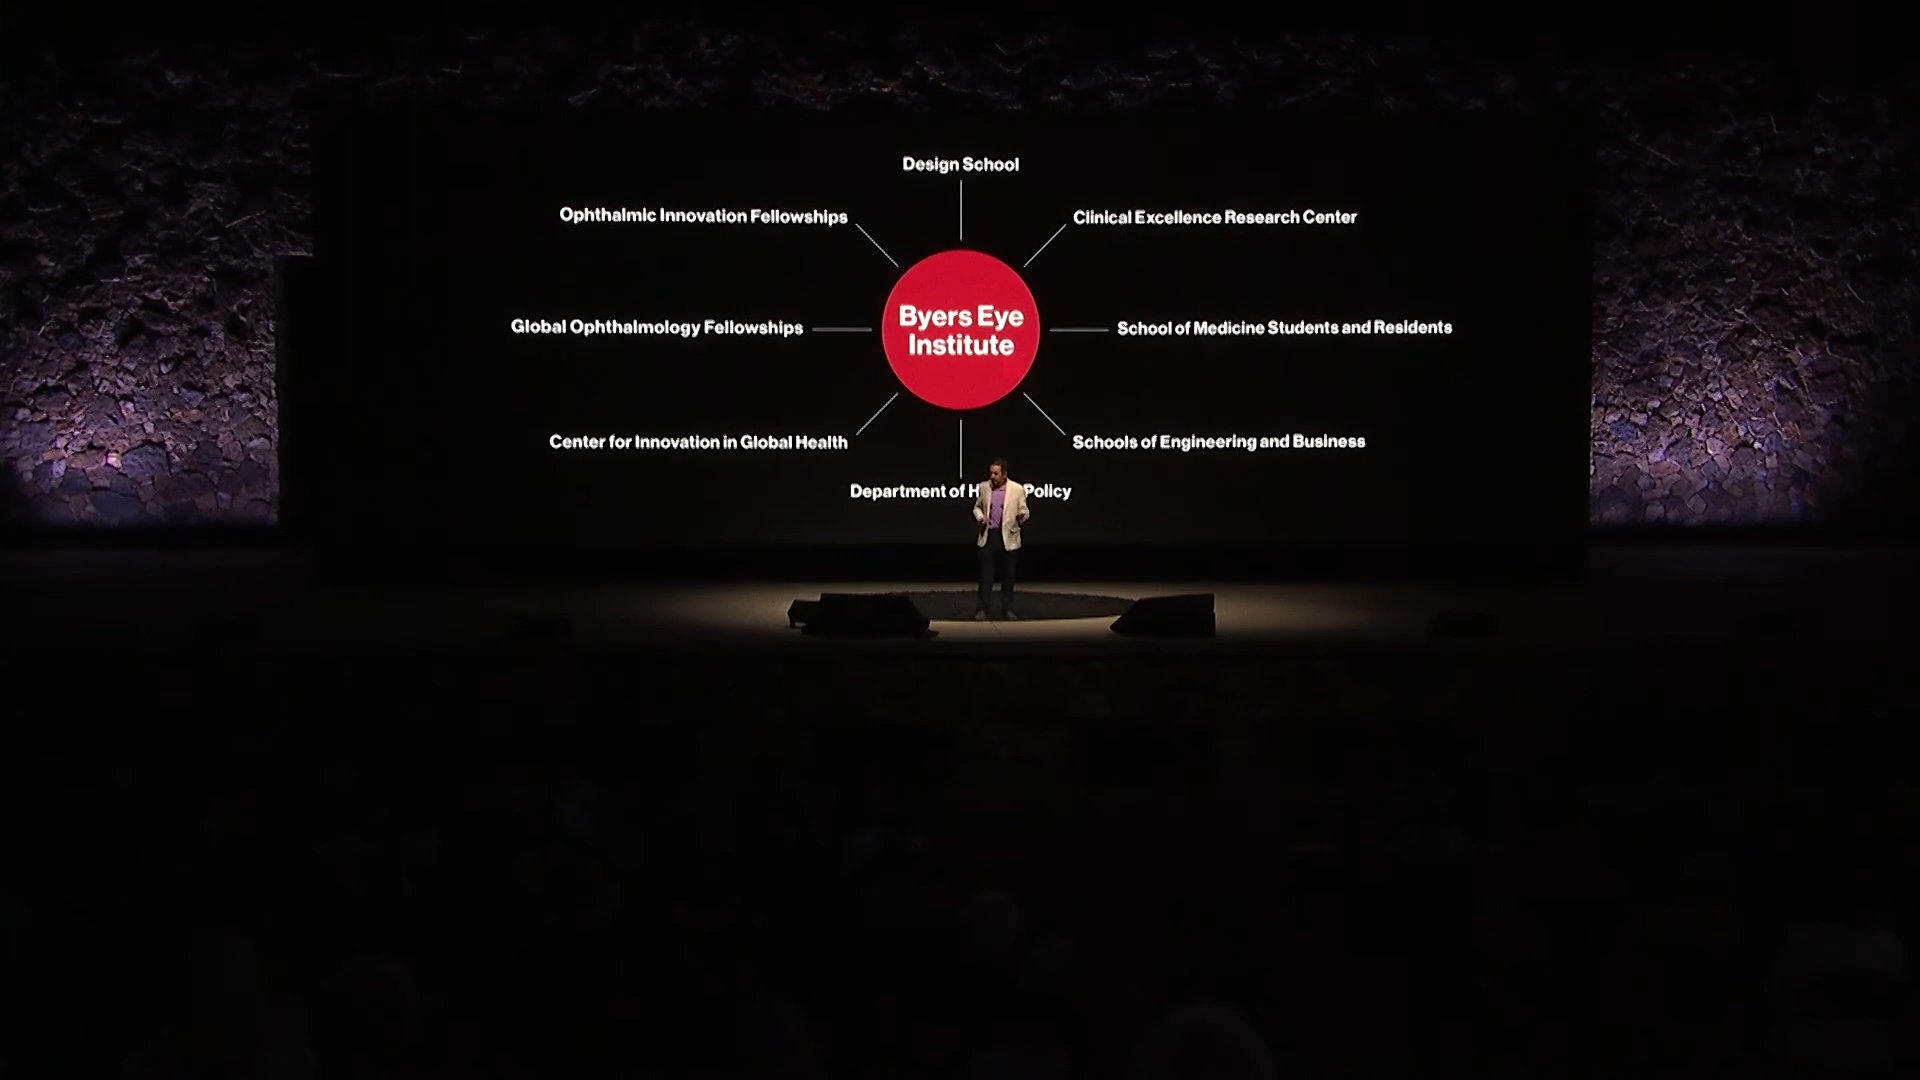 Design School
Ophthalmic Innovation Fellowships
Clinical Excellence Research Center
Byers Eye
Institute
Global Ophthalmology Fellowships
School of Medicine Students and Residents
Center for Innovation in Global Health
Schools of Engineering and Business
Department of Policy